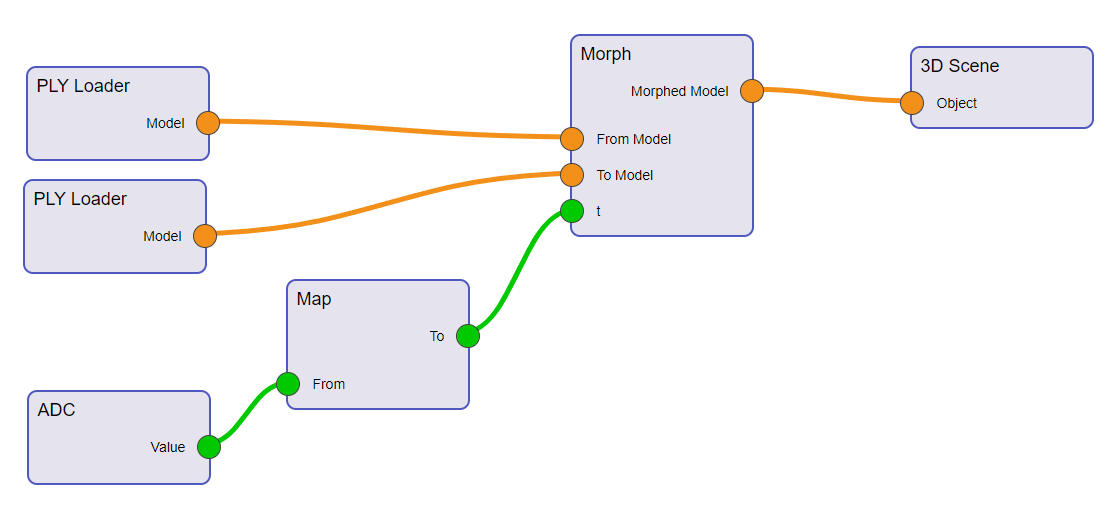 PLY Loader
Model
PLY Loader
Model
ADC
Value
Map
To
From
Morph
Morphed Model
From Model
To Model
t
3D Scene
Object